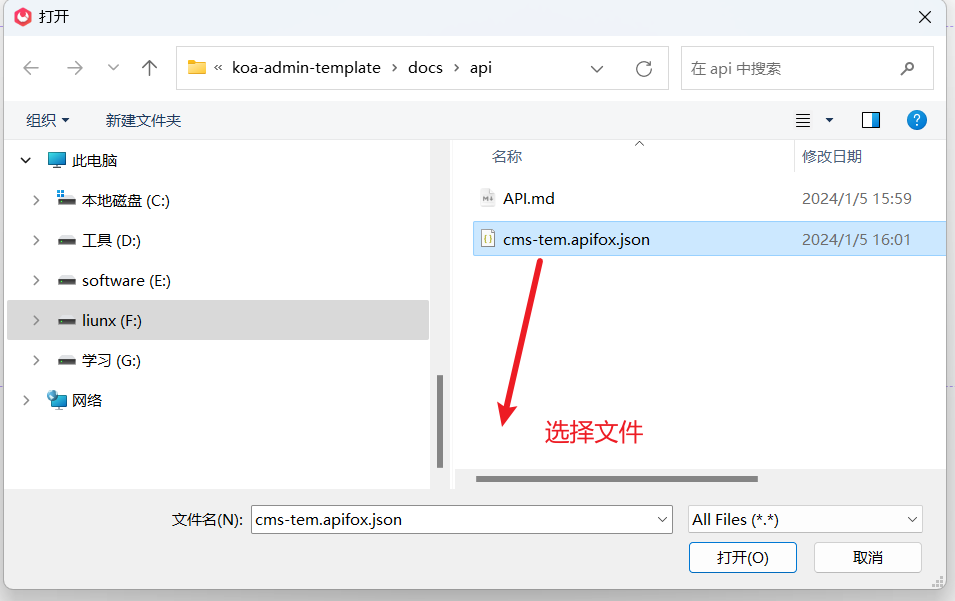 打开
« koa-admin-template › docs › api
在 api 中搜索
组织
新建文件夹
?
此电脑
本地磁盘 (C:)
工具 (D:)
software (E:)
liunx (F:)
学习 (G:)
网络
名称 修改日期
API.md 2024/1/5 15:59
cms-tem.apifox.json 2024/1/5 16:01
选择文件
文件名(N): cms-tem.apifox.json All Files (*.*)
打开(O) 取消